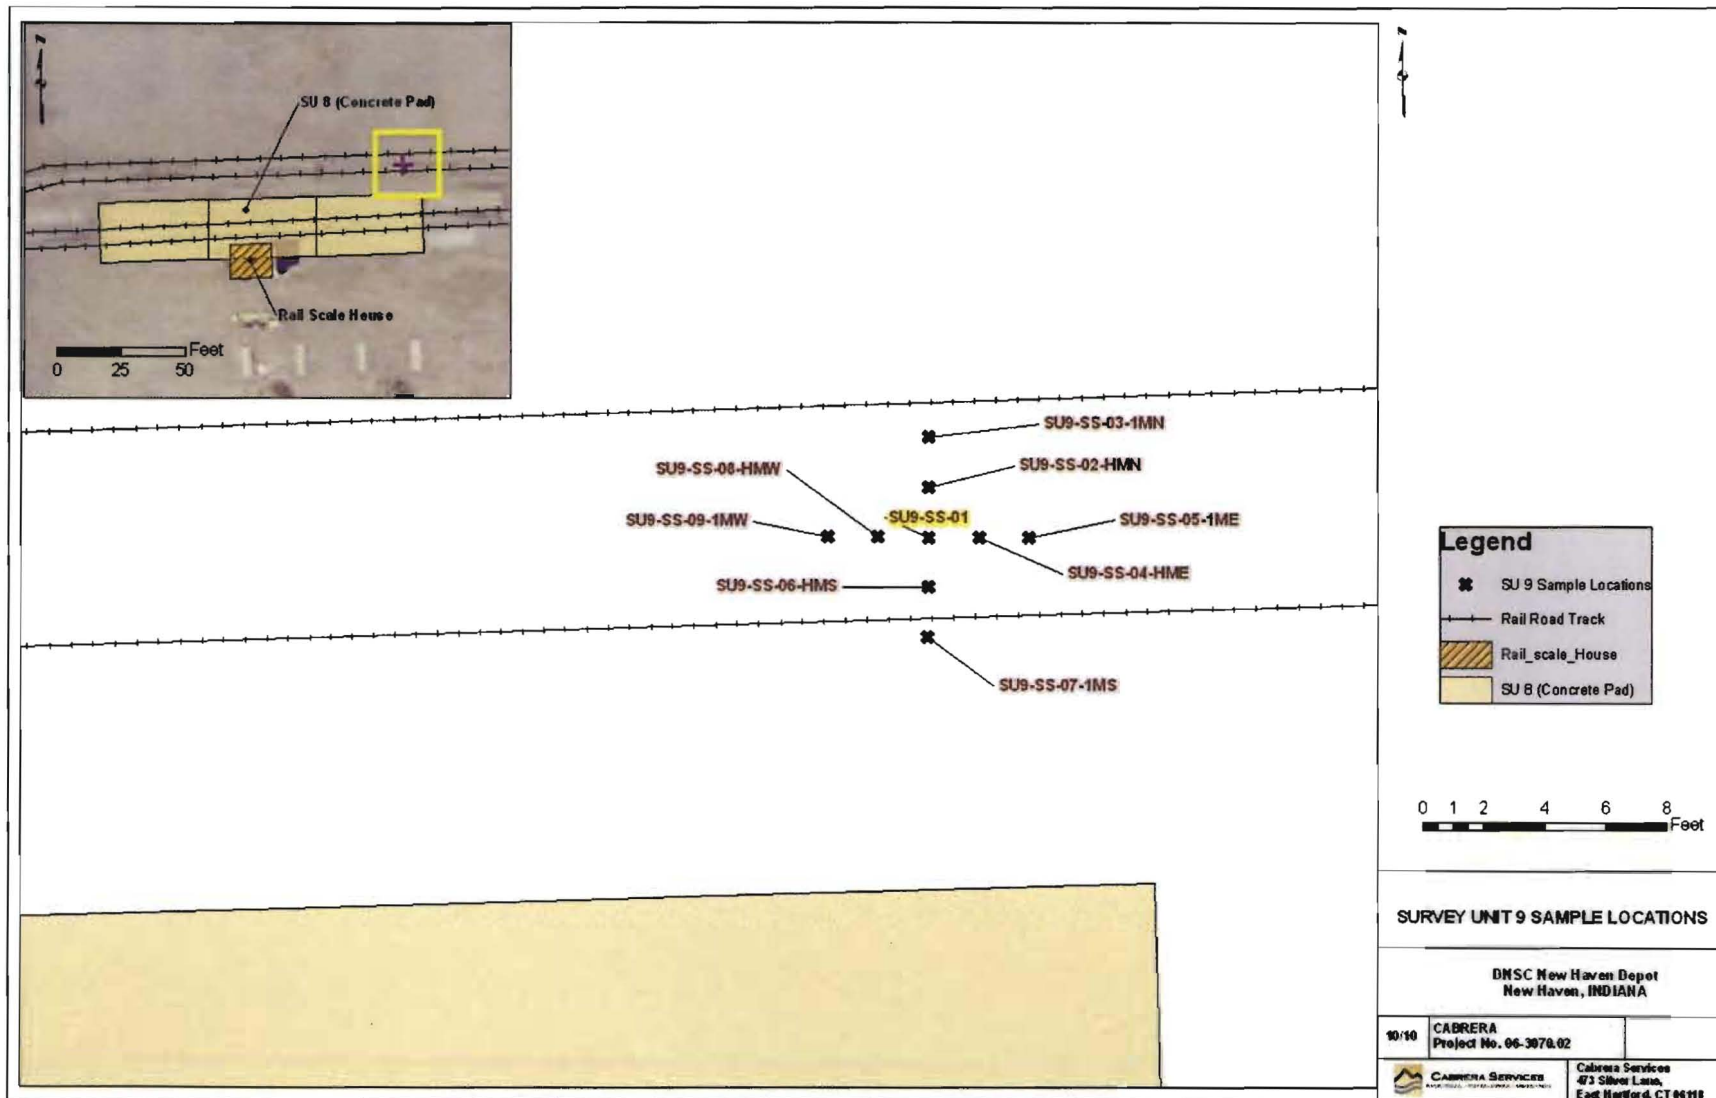 N
SU 8 (Concrete Pad)
Rail Scale House
Feet
0 25 50
N
SU9-SS-03-1MN
SU9-SS-02-HMN
SU9-SS-08-HMW
SU9-SS-01
SU9-SS-09-1MW
SU9-SS-05-1ME
SU9-SS-04-HME
SU9-SS-06-HMS
SU9-SS-07-1MS
Legend
SU 9 Sample Locations
Rail Road Track
Rail_scale_House
SU 8 (Concrete Pad)
0 1 2 4 6 8
Feet
SURVEY UNIT 9 SAMPLE LOCATIONS
DNSC New Haven Depot
New Haven, INDIANA
10/10
CABRERA
Project No. 06-3070.02
CABRERA SERVICES
Cabrera Services
473 Silver Lane,
East Hartford, CT 06118